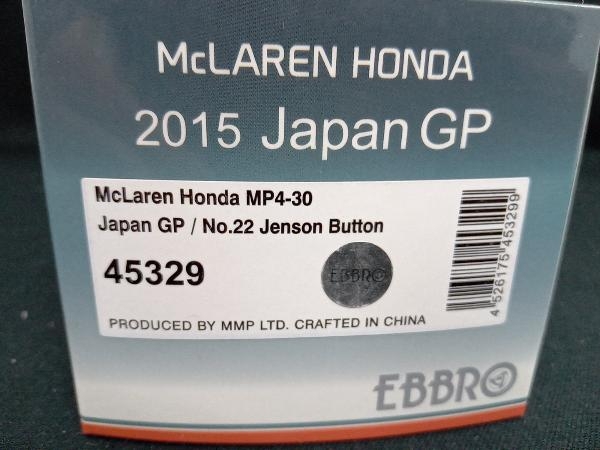 McLAREN HONDA
2015 Japan GP
McLaren Honda MP4-30
Japan GP / No.22 Jenson Button
45329
EBBRO
4 526175 453299
PRODUCED BY MMP LTD. CRAFTED IN CHINA
EBBRO